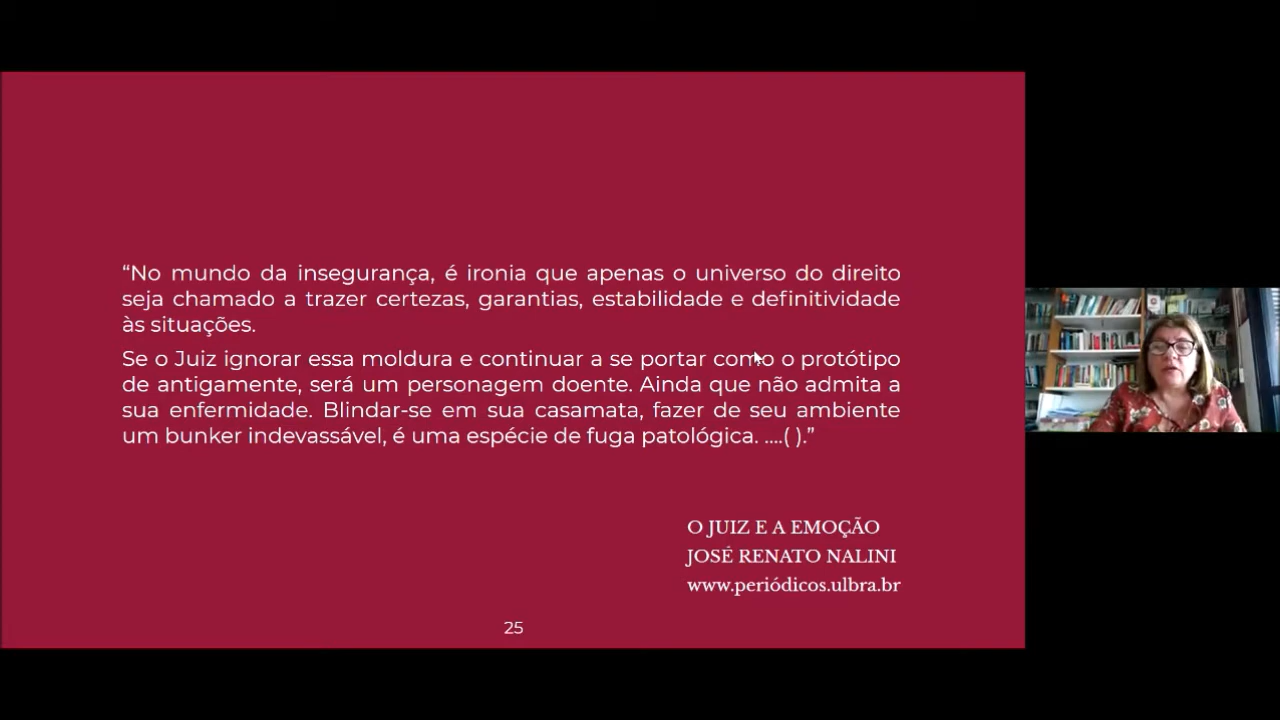 “No mundo da insegurança, é ironia que apenas o universo do direito
seja chamado a trazer certezas, garantias, estabilidade e definitividade
às situações.
Se o Juiz ignorar essa moldura e continuar a se portar como o protótipo
de antigamente, será um personagem doente. Ainda que não admita a
sua enfermidade. Blindar-se em sua casamata, fazer de seu ambiente
um bunker indevassável, é uma espécie de fuga patológica. ....( ).”
O JUIZ E A EMOÇÃO
JOSÉ RENATO NALINI
www.periódicos.ulbra.br
25